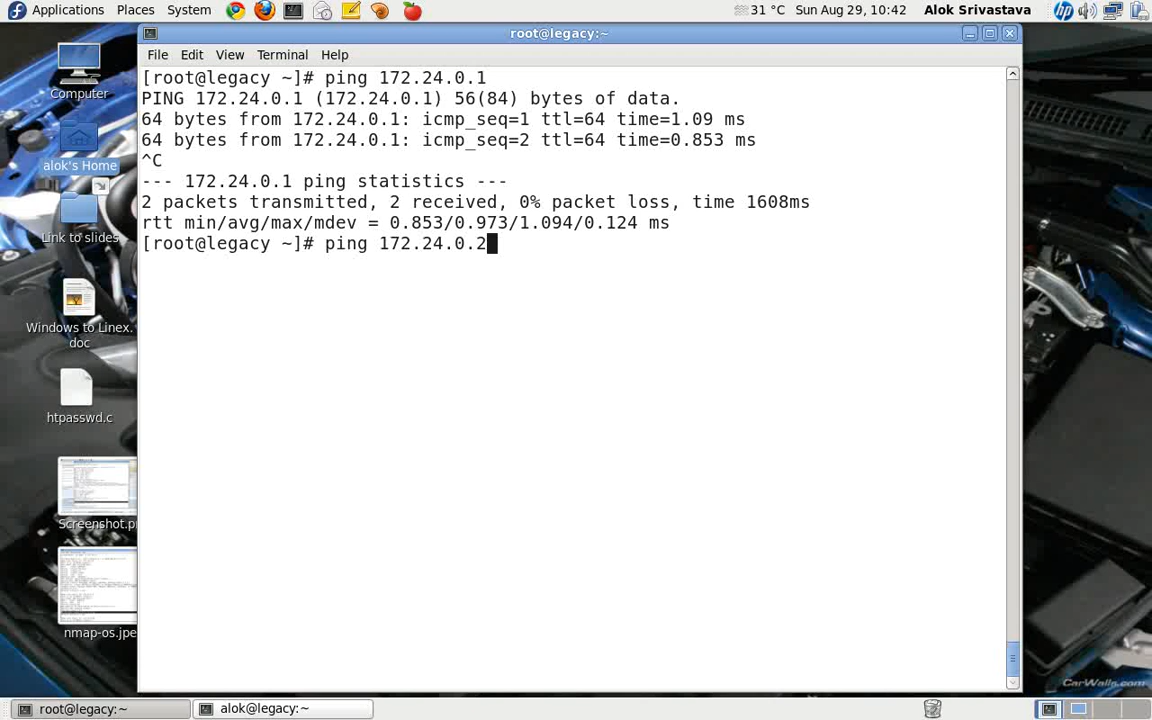 Applications Places System 31 °C Sun Aug 29, 10:42 Alok Srivastava
root@legacy:~
File Edit View Terminal Help
[root@legacy ~]# ping 172.24.0.1
PING 172.24.0.1 (172.24.0.1) 56(84) bytes of data.
64 bytes from 172.24.0.1: icmp_seq=1 ttl=64 time=1.09 ms
64 bytes from 172.24.0.1: icmp_seq=2 ttl=64 time=0.853 ms
^C
--- 172.24.0.1 ping statistics ---
2 packets transmitted, 2 received, 0% packet loss, time 1608ms
rtt min/avg/max/mdev = 0.853/0.973/1.094/0.124 ms
[root@legacy ~]# ping 172.24.0.2
Computer
alok's Home
Link to slides
Windows to Linex.
doc
htpasswd.c
Screenshot.p
nmap-os.jpe
CarWalls.com
root@legacy:~ alok@legacy:~